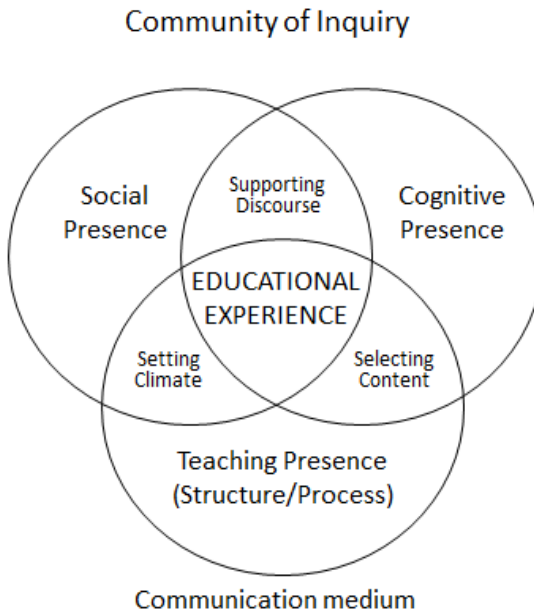 Community of Inquiry
Social
Presence
Supporting
Discourse
Cognitive
Presence
EDUCATIONAL
EXPERIENCE
Setting
Climate
Selecting
Content
Teaching Presence
(Structure/Process)
Communication medium